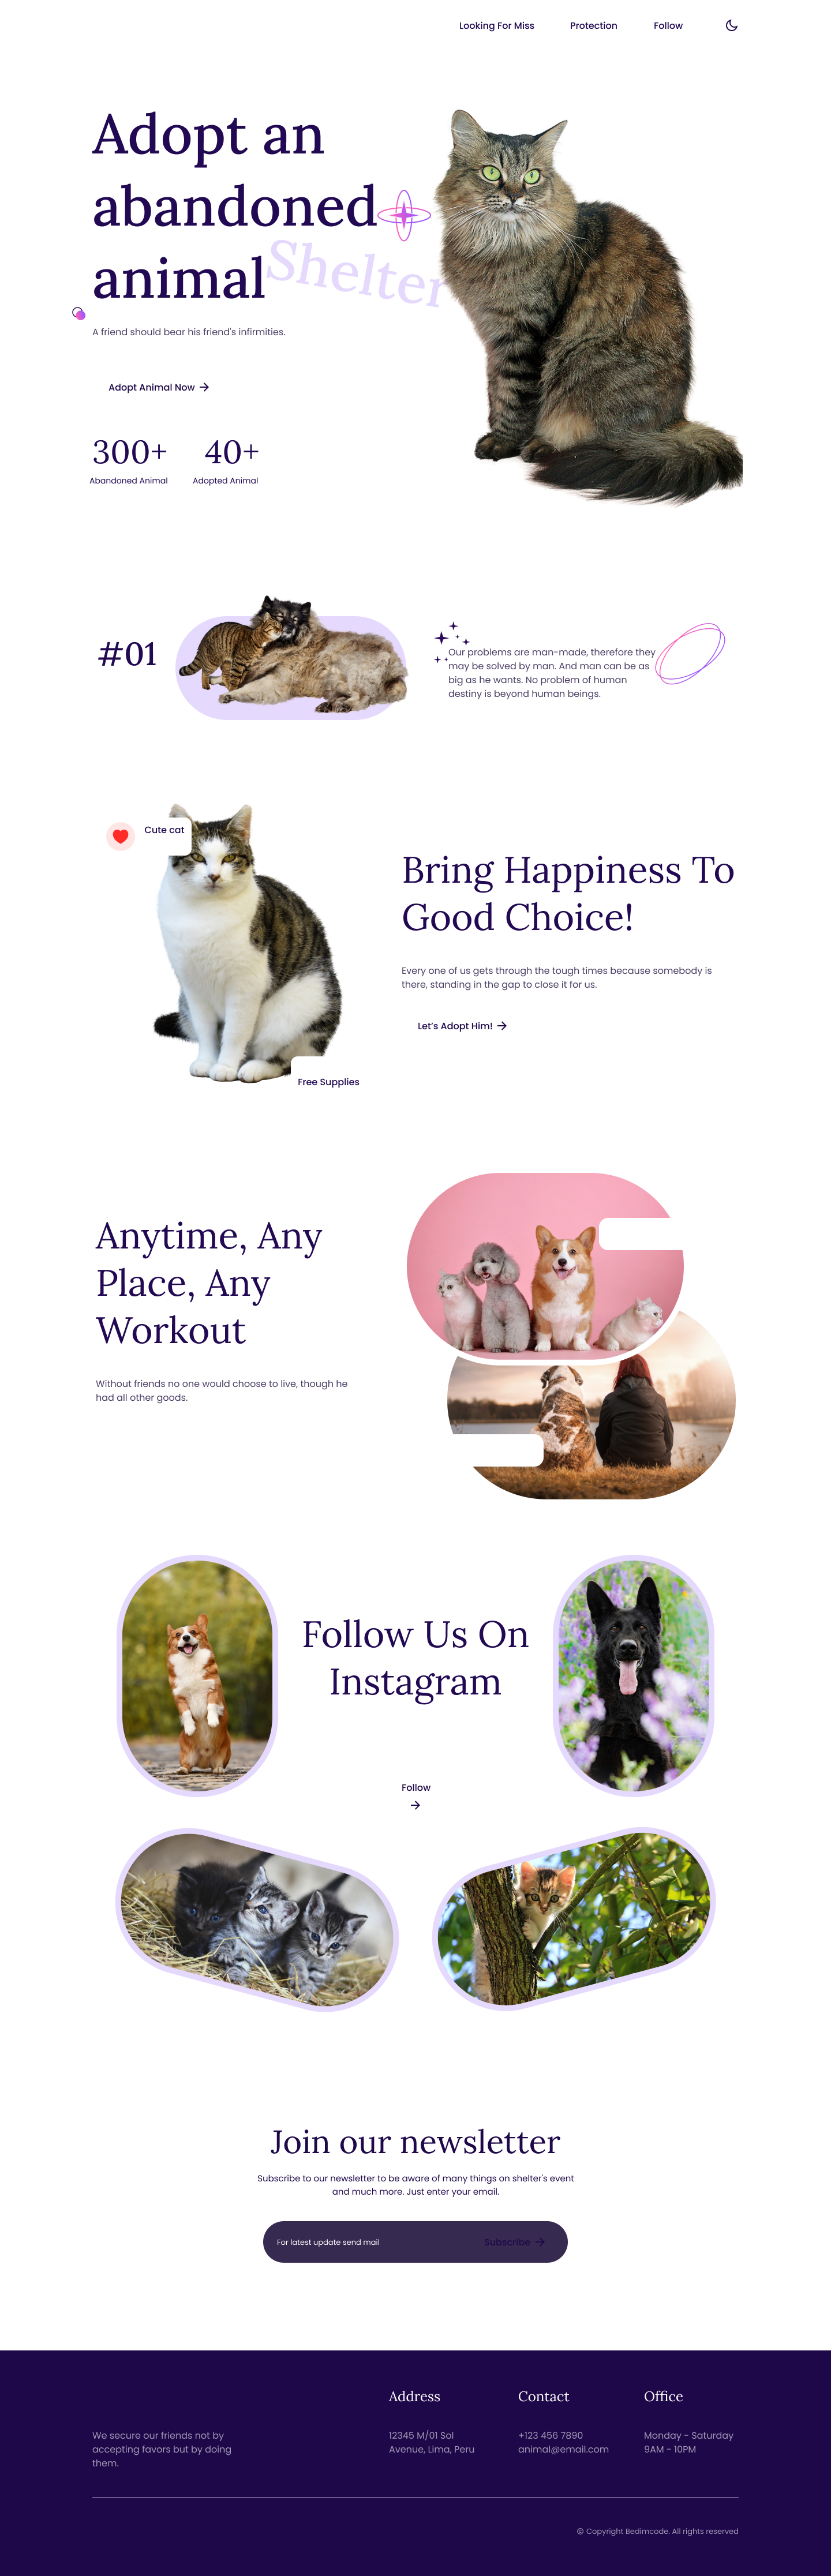 Looking For Miss
Protection
Follow
Adopt an
abandoned
animal
Shelter
A friend should bear his friend's infirmities.
Adopt Animal Now
300+
40+
Abandoned Animal
Adopted Animal
#01
Our problems are man-made, therefore they
may be solved by man. And man can be as
big as he wants. No problem of human
destiny is beyond human beings.
Cute cat
Bring Happiness To
Good Choice!
Every one of us gets through the tough times because somebody is
there, standing in the gap to close it for us.
Let's Adopt Him!
Free Supplies
Anytime, Any
Place, Any
Workout
Without friends no one would choose to live, though he
had all other goods.
Follow Us On
Instagram
Follow
Join our newsletter
Subscribe to our newsletter to be aware of many things on shelter's event
and much more. Just enter your email.
For latest update send mail
Subscribe
Address
Contact
Office
We secure our friends not by
accepting favors but by doing
them.
12345 M/01 Sol
Avenue, Lima, Peru
+123 456 7890
animal@email.com
Monday - Saturday
9AM - 10PM
© Copyright Bedimcode. All rights reserved